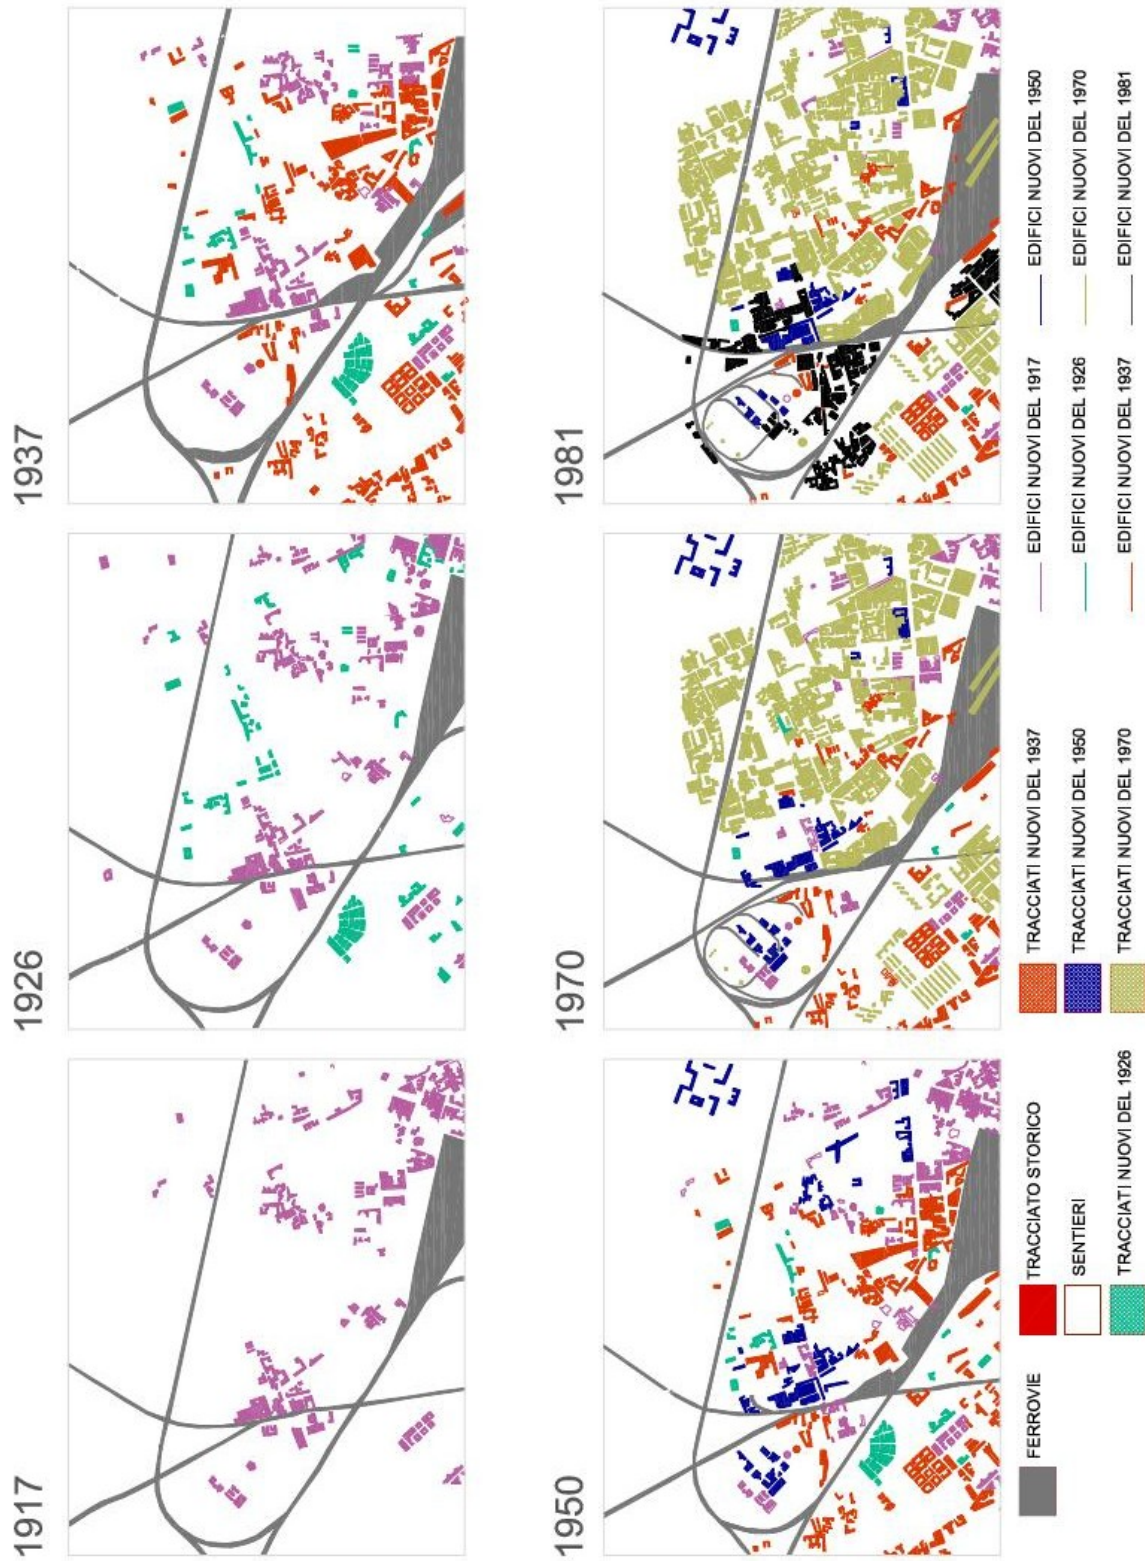 1917
1926
1937
1950
1970
1981
FERROVIE
TRACCIATO STORICO
SENTIERI
TRACCIATI NUOVI DEL 1926
TRACCIATI NUOVI DEL 1937
TRACCIATI NUOVI DEL 1950
TRACCIATI NUOVI DEL 1970
EDIFICI NUOVI DEL 1917
EDIFICI NUOVI DEL 1926
EDIFICI NUOVI DEL 1937
EDIFICI NUOVI DEL 1950
EDIFICI NUOVI DEL 1970
EDIFICI NUOVI DEL 1981